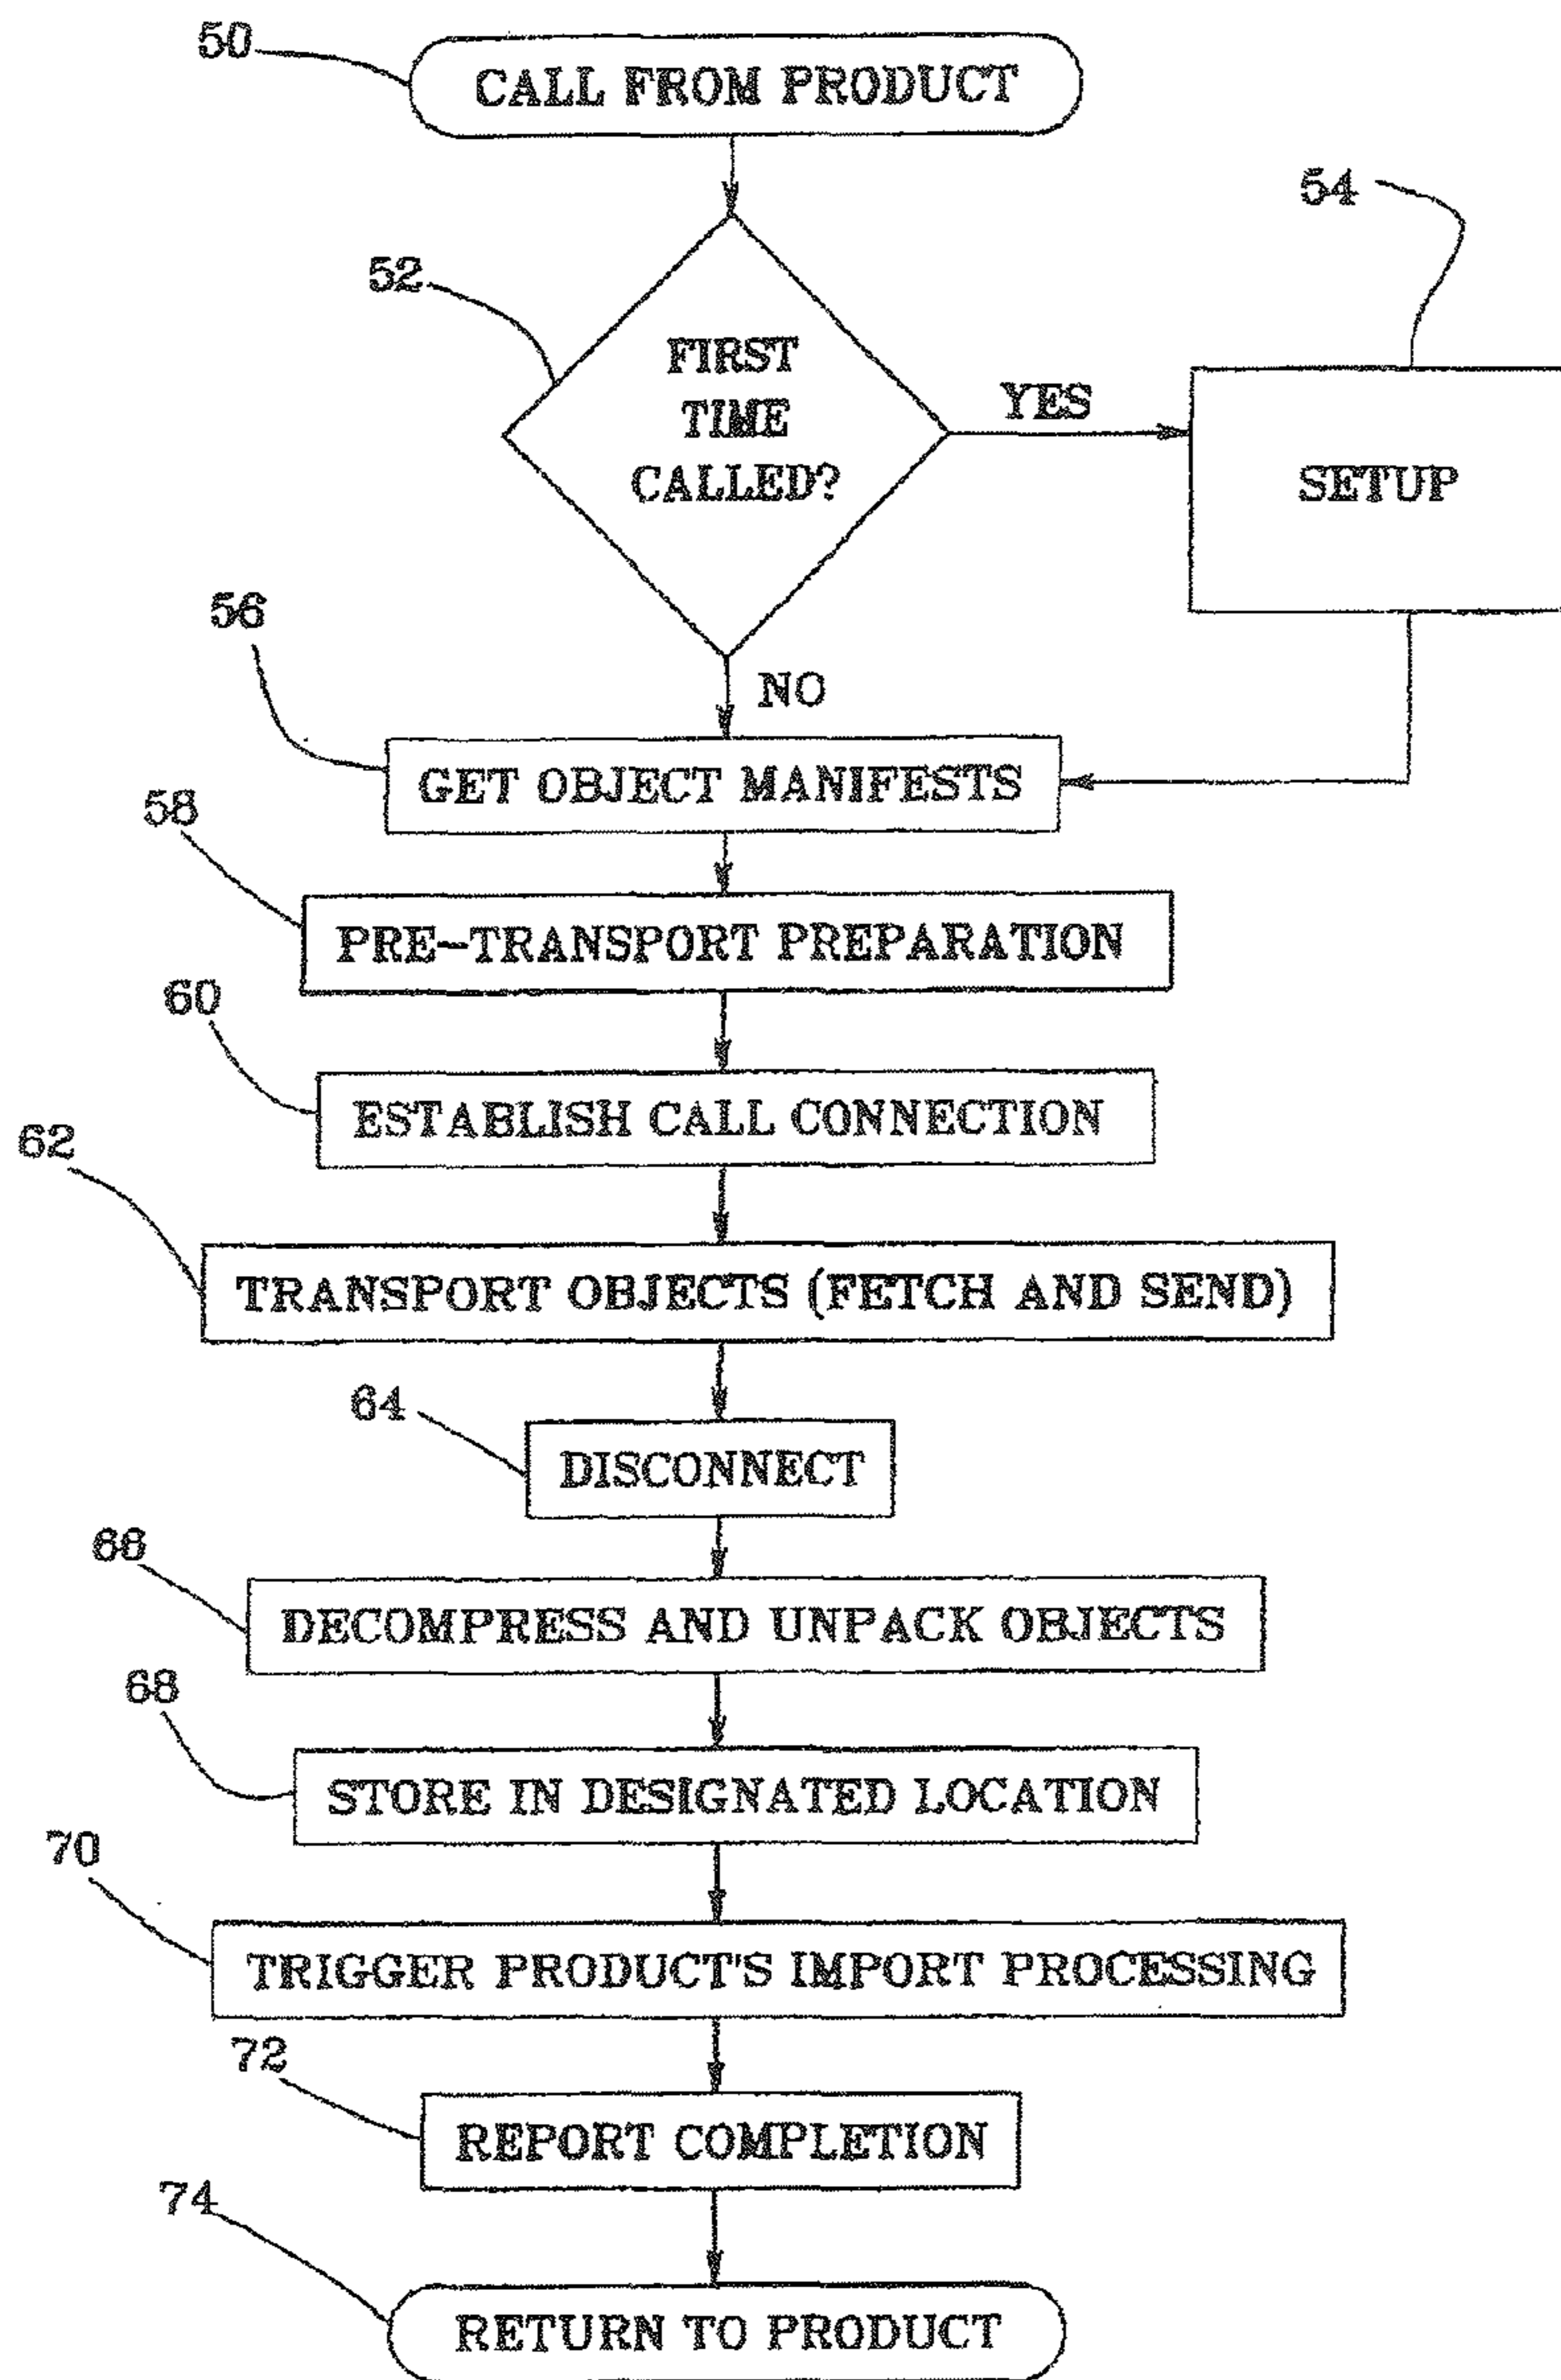 50
CALL FROM PRODUCT
54
52
FIRST
TIME
CALLED?
YES
SETUP
56
NO
GET OBJECT MANIFESTS
58
PRE-TRANSPORT PREPARATION
60
ESTABLISH CALL CONNECTION
62
TRANSPORT OBJECTS (FETCH AND SEND)
64
DISCONNECT
66
DECOMPRESS AND UNPACK OBJECTS
68
STORE IN DESIGNATED LOCATION
70
TRIGGER PRODUCT'S IMPORT PROCESSING
72
REPORT COMPLETION
74
RETURN TO PRODUCT